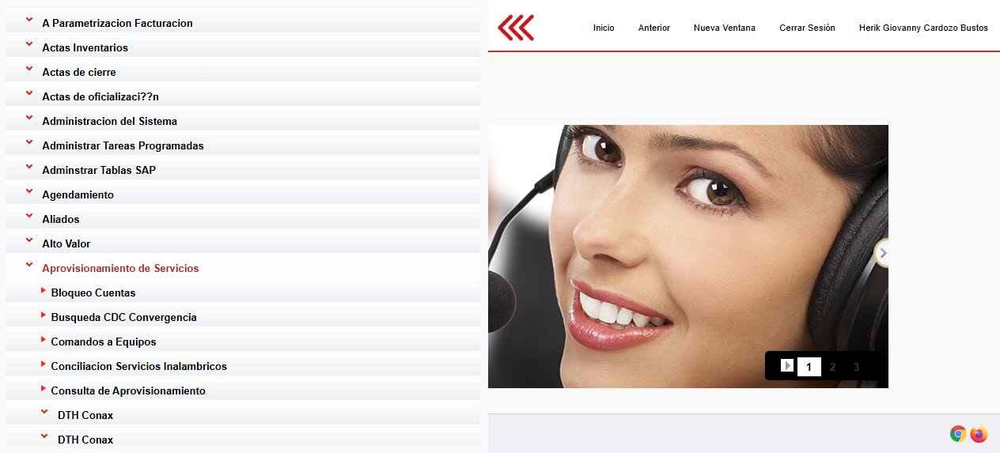 A Parametrizacion Facturacion
Actas Inventarios
Actas de cierre
Actas de oficializaci??n
Administracion del Sistema
Administrar Tareas Programadas
Adminstrar Tablas SAP
Agendamiento
Aliados
Alto Valor
Aprovisionamiento de Servicios
Bloqueo Cuentas
Busqueda CDC Convergencia
Comandos a Equipos
Conciliacion Servicios Inalambricos
Consulta de Aprovisionamiento
DTH Conax
DTH Conax
Inicio Anterior Nueva Ventana Cerrar Sesión Herik Giovanny Cardozo Bustos
1 2 3